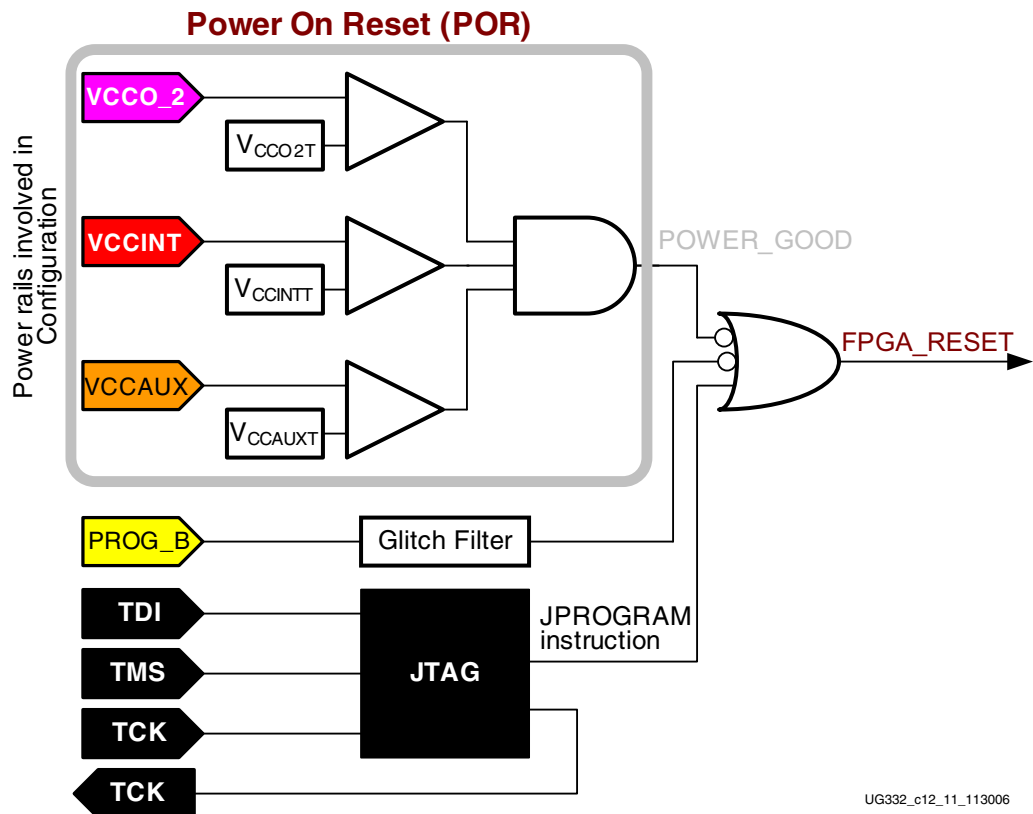 Power On Reset (POR)
Power rails involved in
Configuration
VCCO_2
VCCO2T
VCCINT
VCCINTT
POWER_GOOD
FPGA_RESET
VCCAUX
VCCAUXT
PROG_B
Glitch Filter
TDI
TMS
TCK
JTAG
JPROGRAM
instruction
TCK
UG332_c12_11_113006